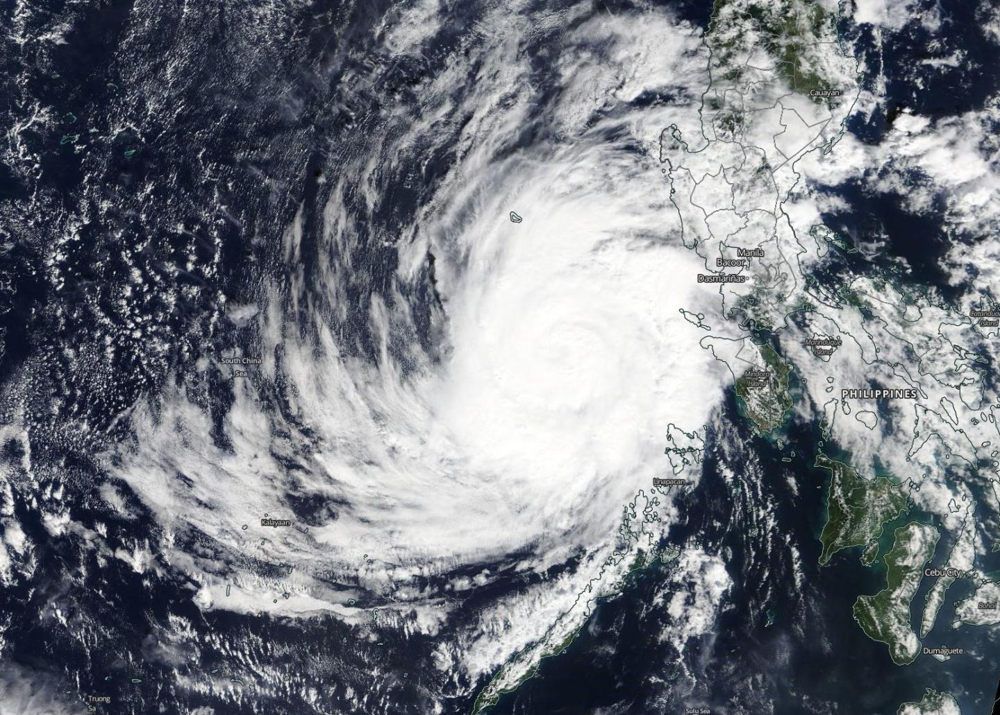 Cauayan
Manila
Bacoor
Dasmariñas
Catandua
Island
Marinduque
Island
South China
Sea
Mindoro
Island
PHILIPPINES
Linapacan
Kalayaan
Cebu City
Bohol
Dumaguete
Truong
Sa
Sulu Sea